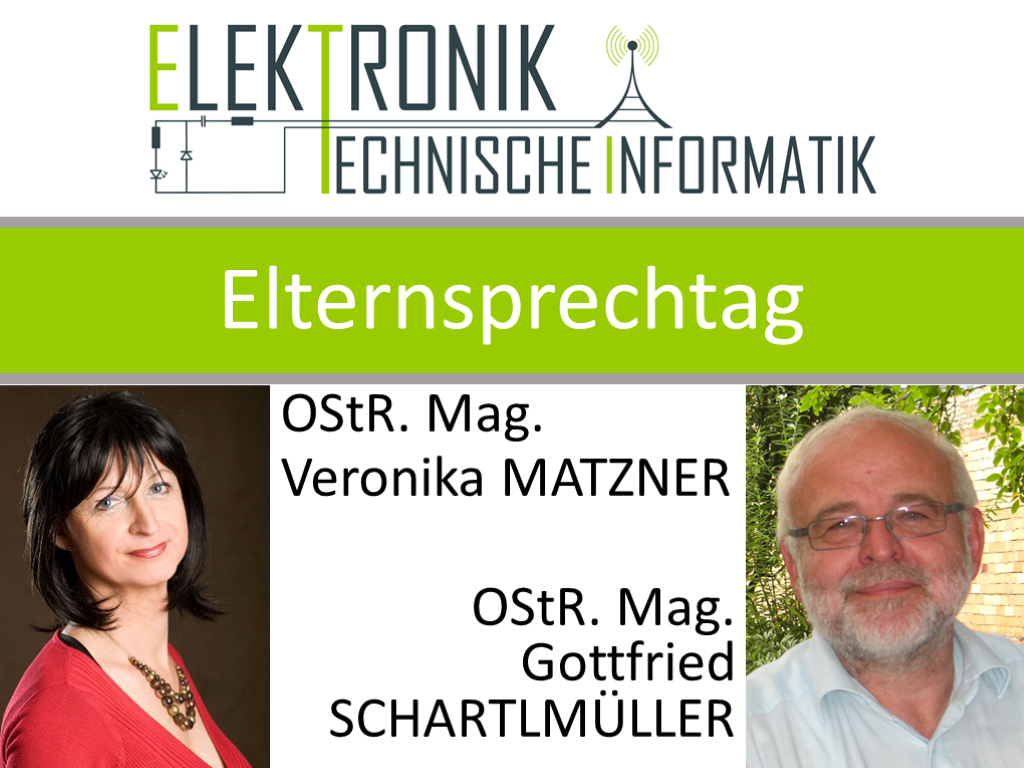 ELEKTRONIK
TECHNISCHE INFORMATIK
Elternsprechtag
OStR. Mag.
Veronika MATZNER
OStR. Mag.
Gottfried
SCHARTLMÜLLER